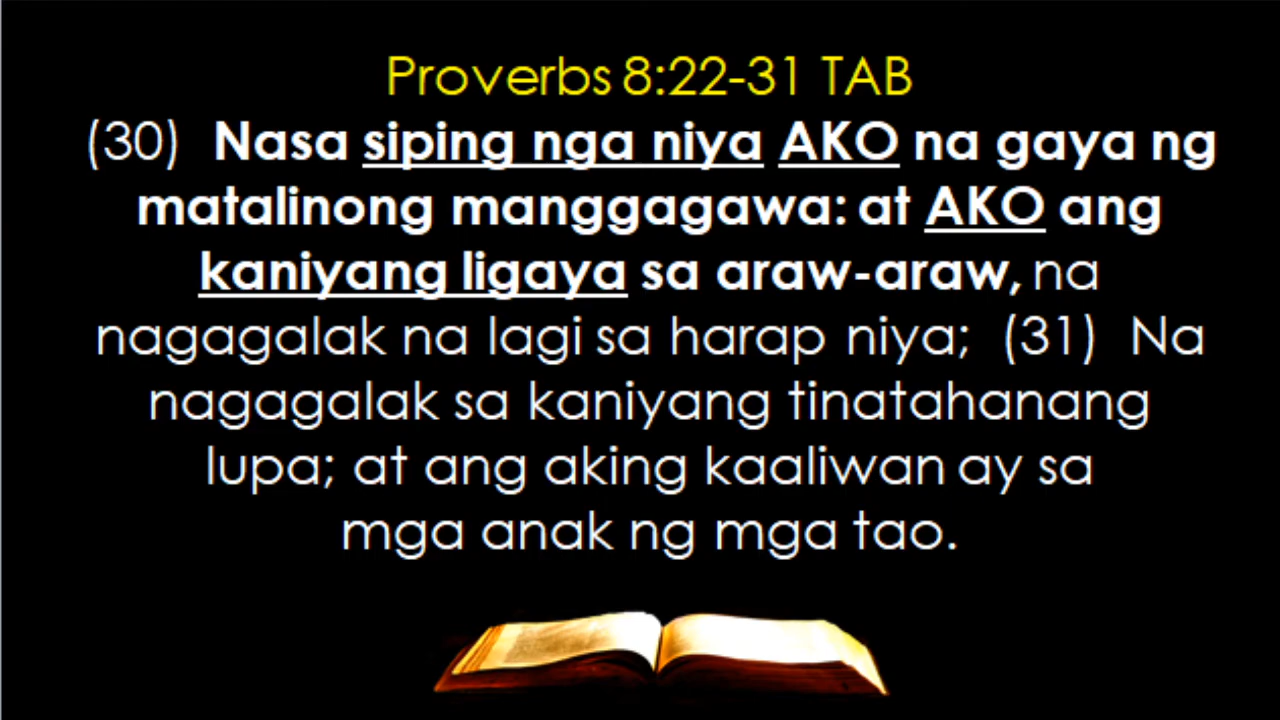 Proverbs 8:22-31 TAB
(30) Nasa siping nga niya AKO na gaya ng
matalinong manggagawa: at AKO ang
kaniyang ligaya sa araw-araw, na
nagagalak na lagi sa harap niya; (31) Na
nagagalak sa kaniyang tinatahanang
lupa; at ang aking kaaliwan ay sa
mga anak ng mga tao.